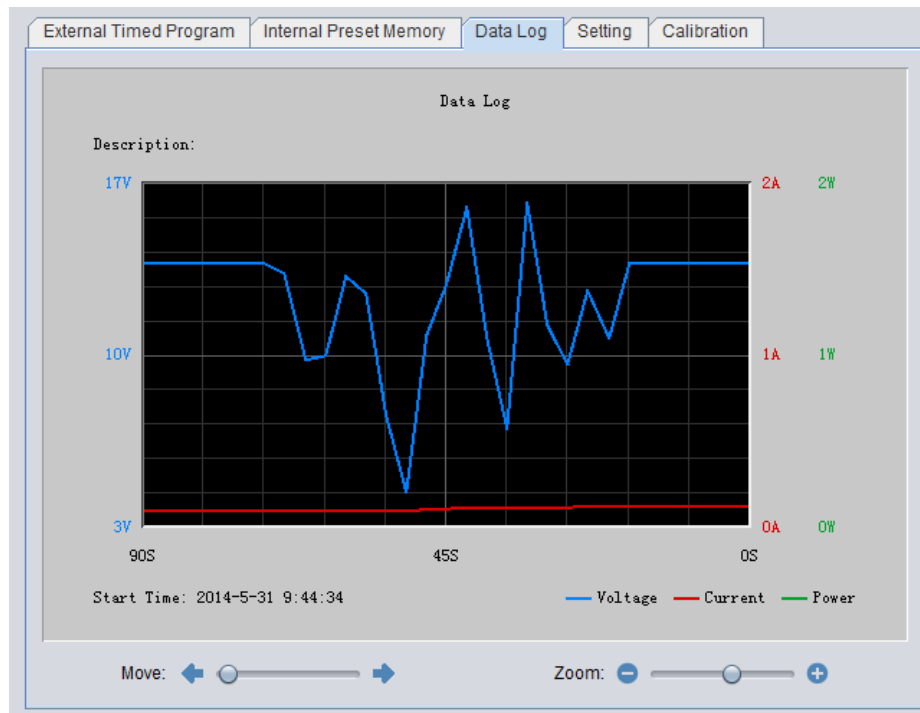 External Timed Program Internal Preset Memory Data Log Setting Calibration
Data Log
Description:
17V 2A 2W
10V 1A 1W
3V 0A 0W
90S 45S 0S
Start Time: 2014-5-31 9:44:34 Voltage Current Power
Move: Zoom: